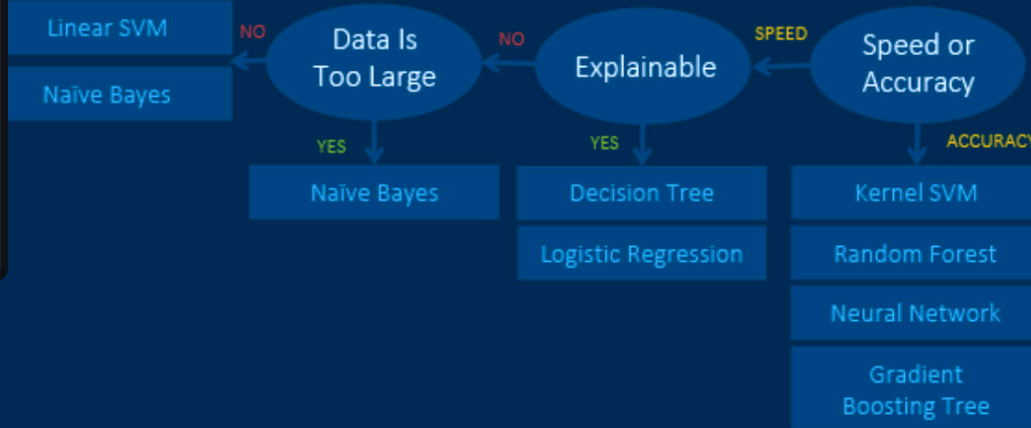 Linear SVM
NO
Data Is
Too Large
NO
Explainable
SPEED
Speed or
Accuracy
Naïve Bayes
YES
YES
ACCURACY
Naïve Bayes
Decision Tree
Kernel SVM
Logistic Regression
Random Forest
Neural Network
Gradient
Boosting Tree